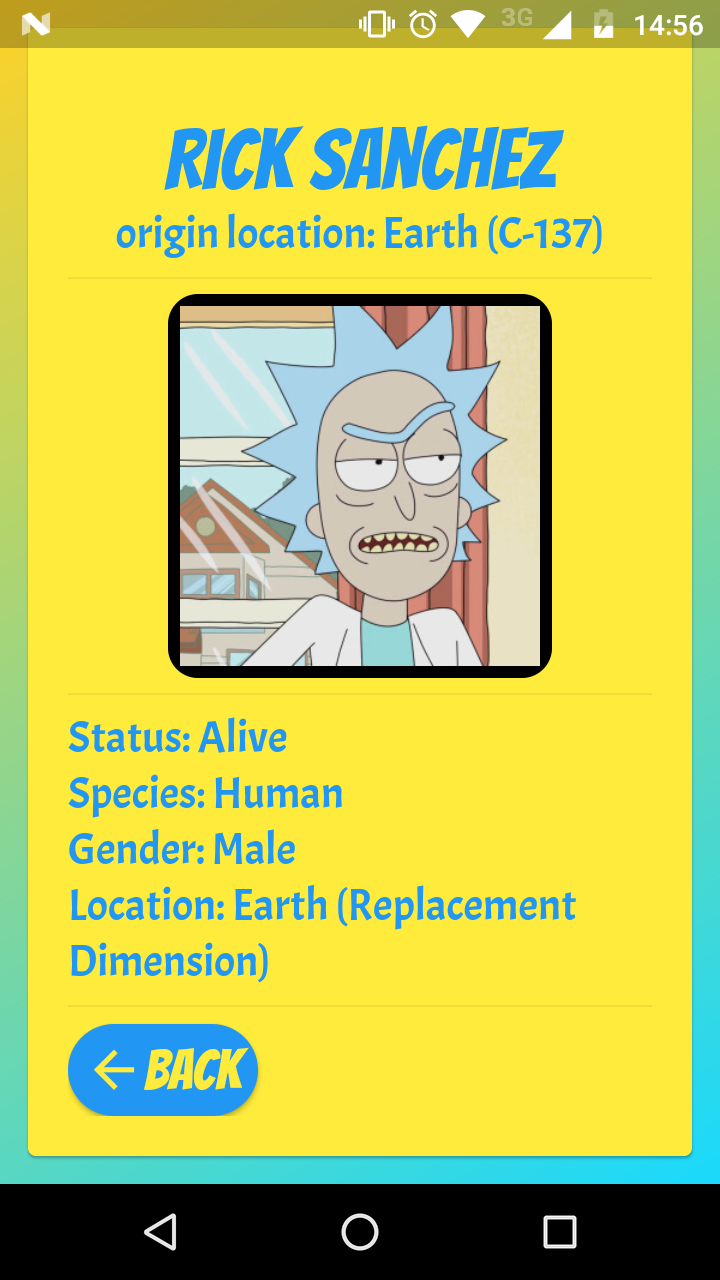 3G 14:56
RICK SANCHEZ
origin location: Earth (C-137)
Status: Alive
Species: Human
Gender: Male
Location: Earth (Replacement
Dimension)
BACK